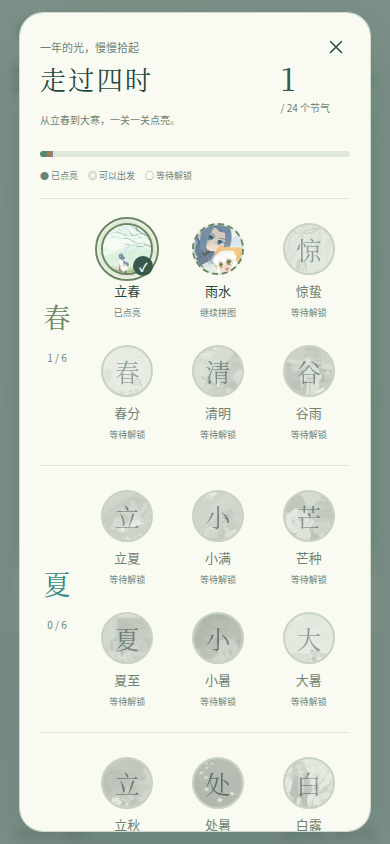 一年的光，慢慢拾起
走过四时
1
/ 24 个节气
从立春到大寒，一关一关点亮。
已点亮 可以出发 等待解锁
惊
立春 雨水 惊蛰
已点亮 继续拼图 等待解锁
春
1 / 6
春 清 谷
春分 清明 谷雨
等待解锁 等待解锁 等待解锁
立 小 芒
立夏 小满 芒种
等待解锁 等待解锁 等待解锁
夏
0 / 6
夏 小 大
夏至 小暑 大暑
等待解锁 等待解锁 等待解锁
立 处 白
立秋 处暑 白露